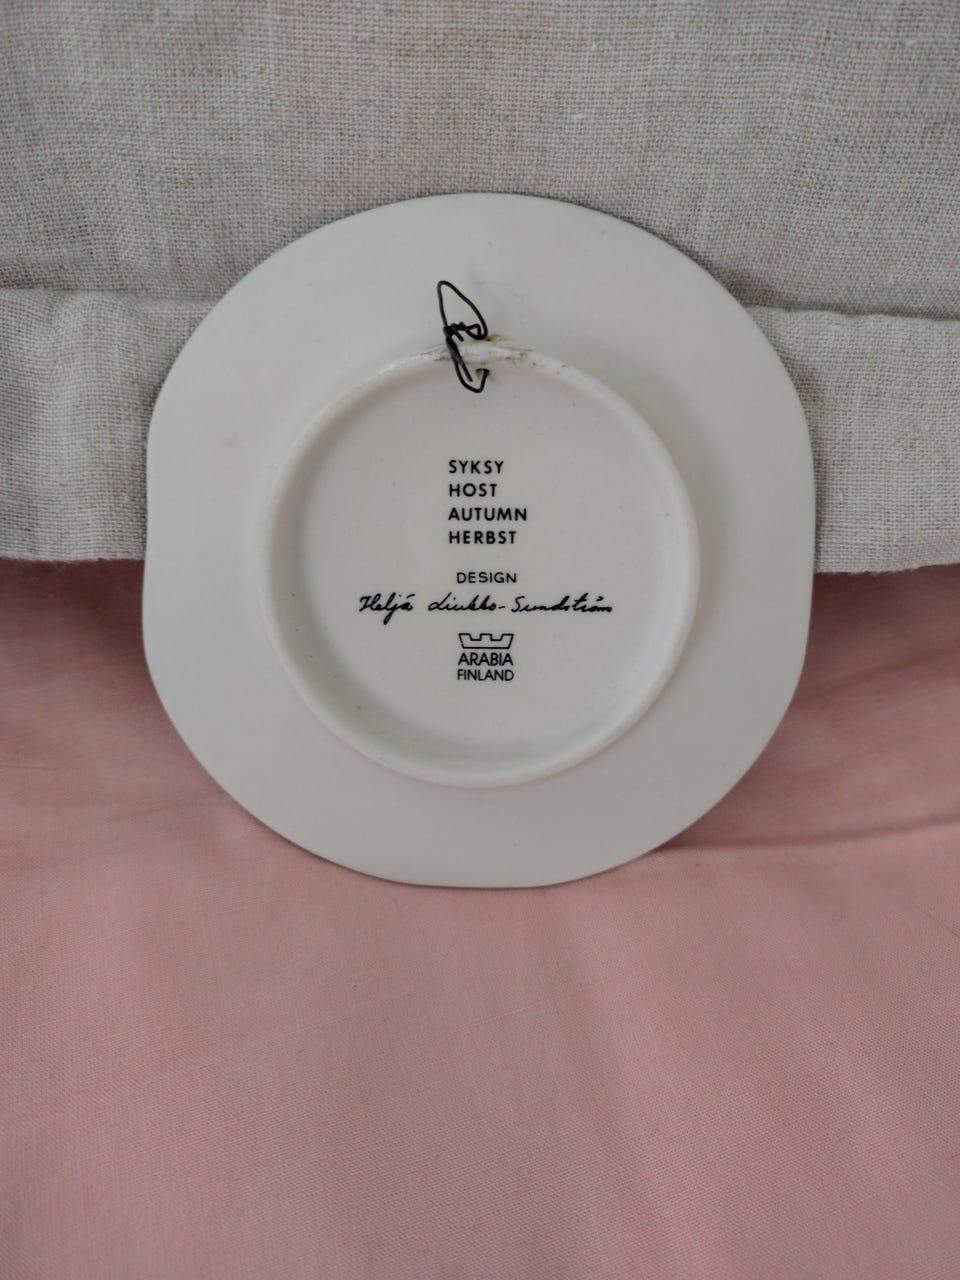 SYKSY
HOST
AUTUMN
HERBST
DESIGN
Heljä Liukko-Sundström
ARABIA
FINLAND